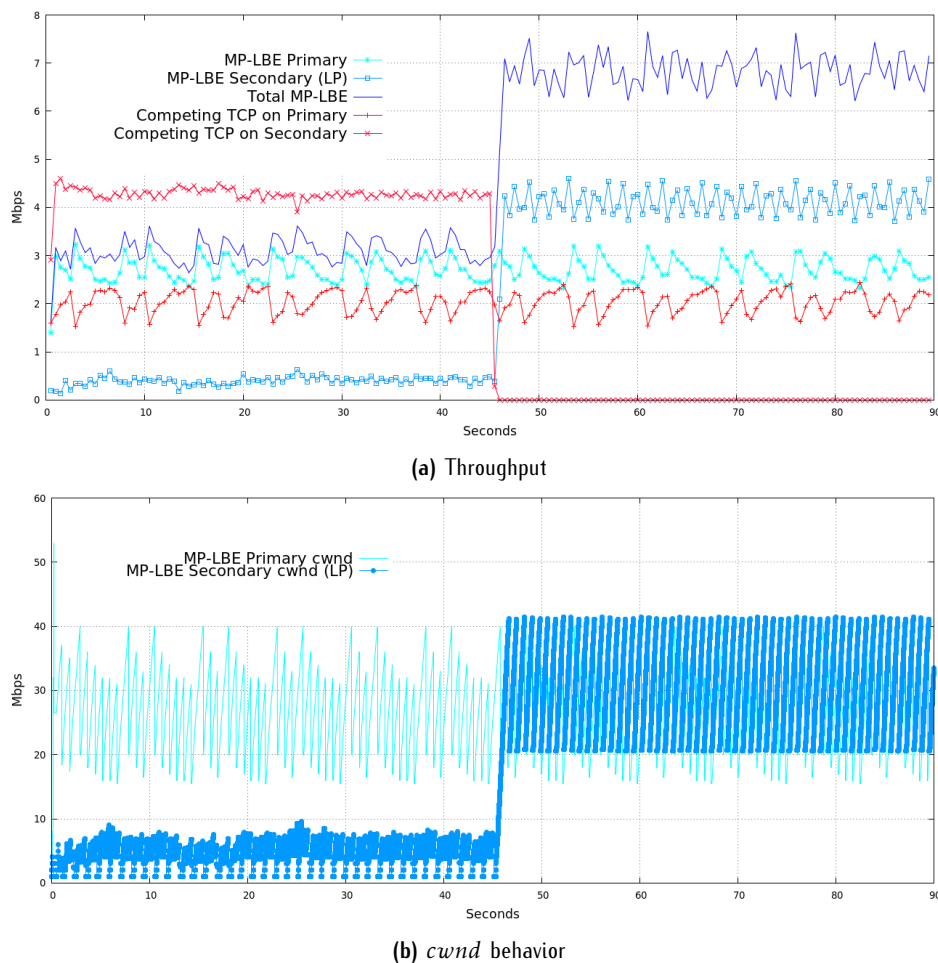 8
7
6
5
4
3
2
1
0
Mbps
MP-LBE Primary
MP-LBE Secondary (LP)
Total MP-LBE
Competing TCP on Primary
Competing TCP on Secondary
0 10 20 30 40 50 60 70 80 90
Seconds
(a) Throughput
60
50
40
30
20
10
0
Mbps
MP-LBE Primary cwnd
MP-LBE Secondary cwnd (LP)
0 10 20 30 40 50 60 70 80 90
Seconds
(b) cwnd behavior